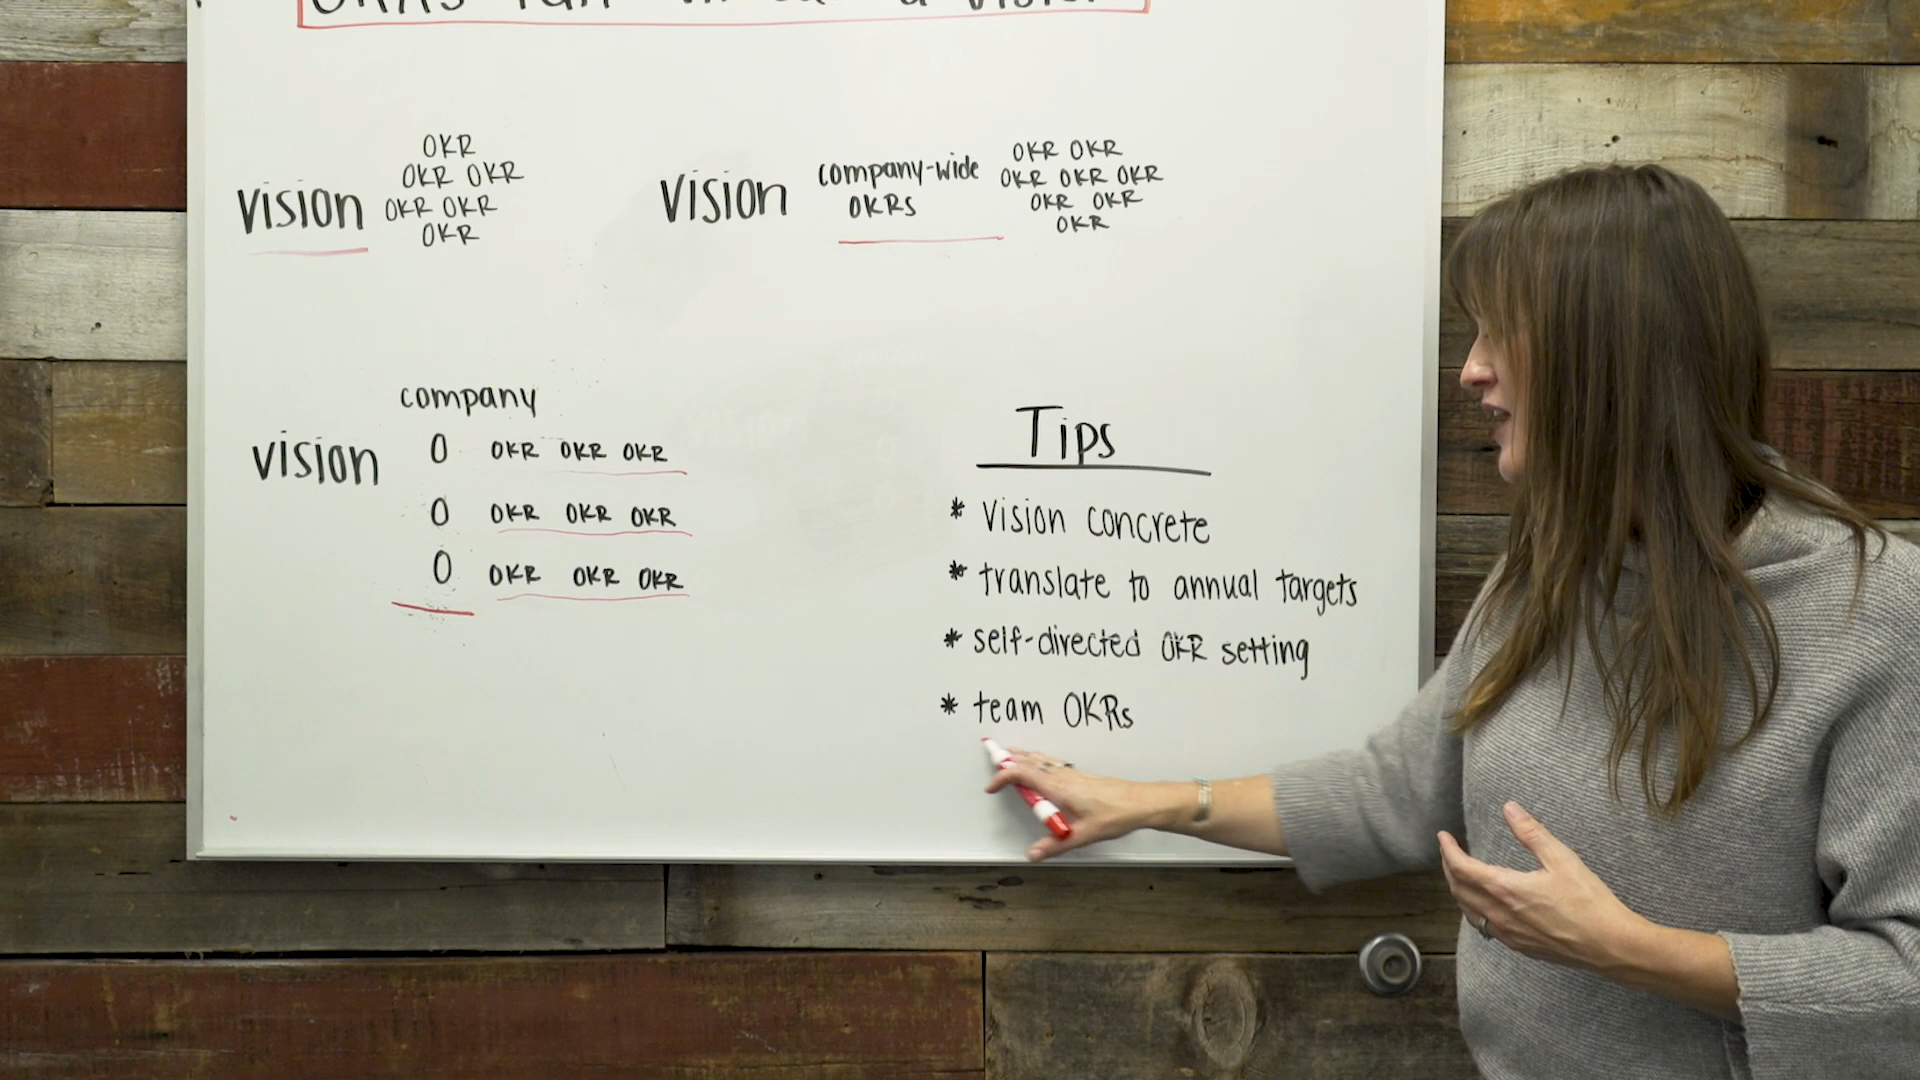 a vision
OKR
OKR OKR
vision OKR OKR
OKR
vision company-wide OKRs
OKR OKR
OKR OKR OKR
OKR OKR
OKR
company
vision
O OKR OKR OKR
O OKR OKR OKR
O OKR OKR OKR
Tips
* vision concrete
* translate to annual targets
* self-directed OKR setting
* team OKRs